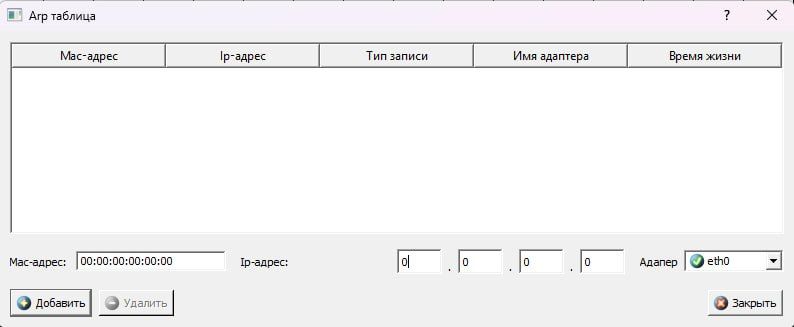 Arp таблица
?
Mac-адрес Ip-адрес Тип записи Имя адаптера Время жизни
Mac-адрес: 00:00:00:00:00:00 Ip-адрес: 0 . 0 . 0 . 0 Адапер eth0
Добавить Удалить Закрыть